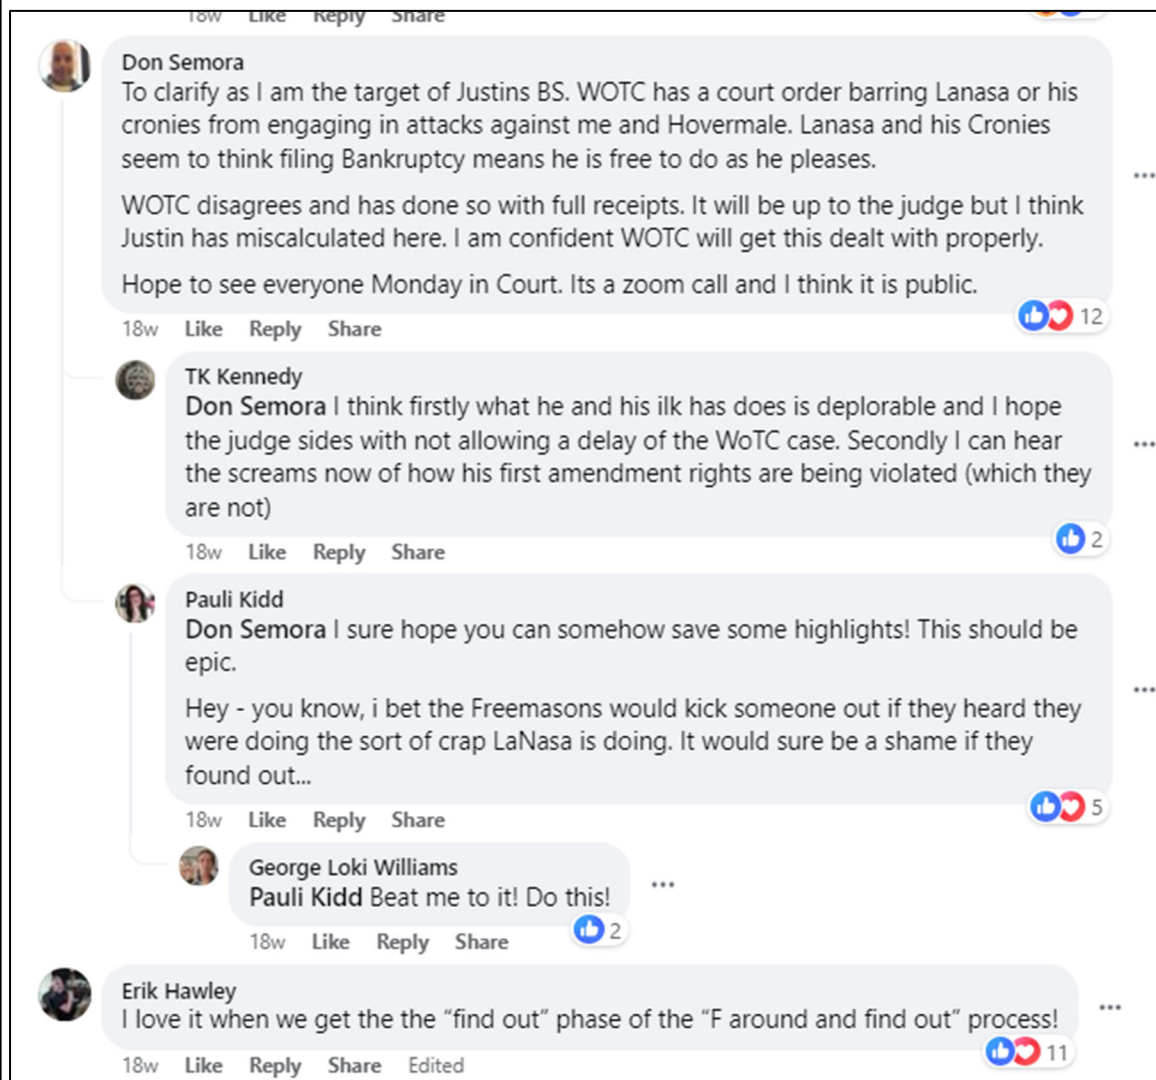 18w Like Reply Share
Don Semora
To clarify as I am the target of Justins BS. WOTC has a court order barring Lanasa or his
cronies from engaging in attacks against me and Hovermale. Lanasa and his Cronies
seem to think filing Bankruptcy means he is free to do as he pleases.
WOTC disagrees and has done so with full receipts. It will be up to the judge but I think
Justin has miscalculated here. I am confident WOTC will get this dealt with properly.
Hope to see everyone Monday in Court. Its a zoom call and I think it is public.
12
18w Like Reply Share
TK Kennedy
Don Semora I think firstly what he and his ilk has does is deplorable and I hope
the judge sides with not allowing a delay of the WoTC case. Secondly I can hear
the screams now of how his first amendment rights are being violated (which they
are not)
2
18w Like Reply Share
Pauli Kidd
Don Semora I sure hope you can somehow save some highlights! This should be
epic.
Hey - you know, i bet the Freemasons would kick someone out if they heard they
were doing the sort of crap LaNasa is doing. It would sure be a shame if they
found out...
5
18w Like Reply Share
George Loki Williams
Pauli Kidd Beat me to it! Do this!
2
18w Like Reply Share
Erik Hawley
I love it when we get the the “find out” phase of the “F around and find out” process!
11
18w Like Reply Share Edited